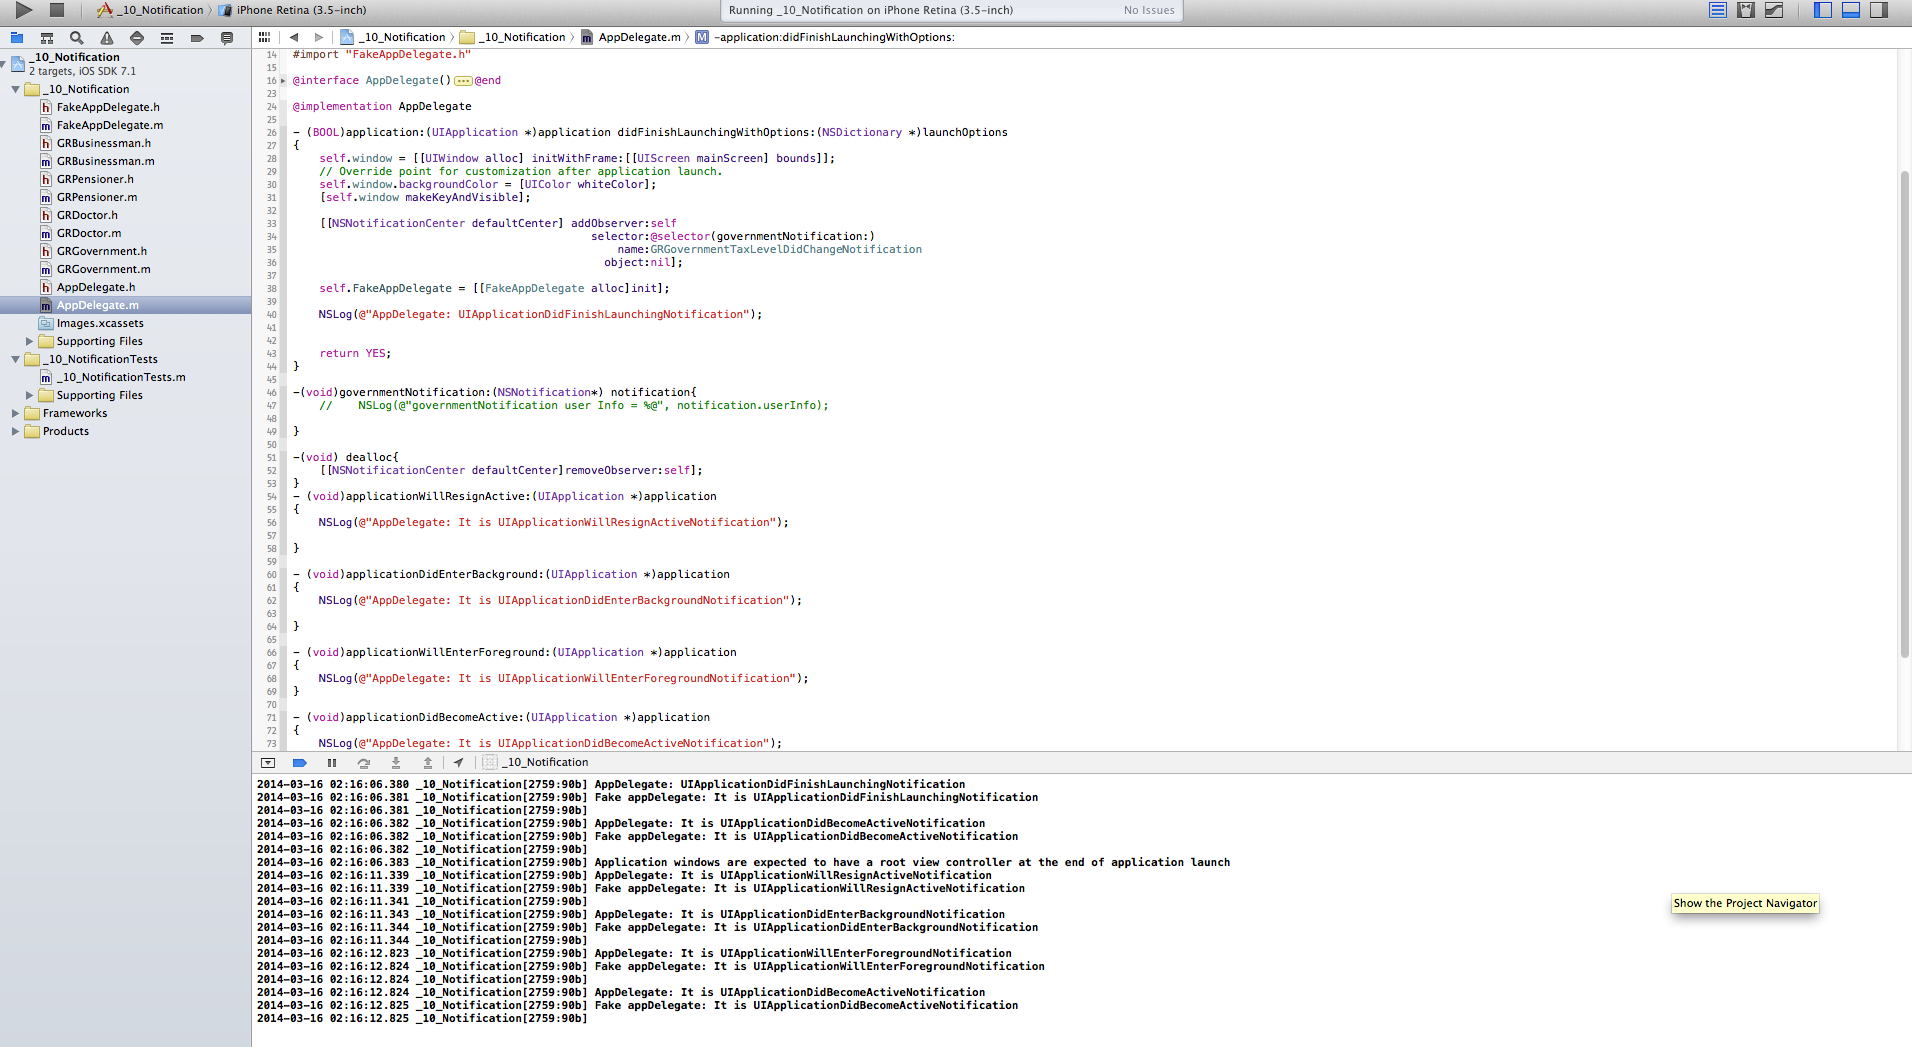 _10_Notification  iPhone Retina (3.5-inch)
Running _10_Notification on iPhone Retina (3.5-inch)  No Issues
_10_Notification  _10_Notification  AppDelegate.m  M  -application:didFinishLaunchingWithOptions:
_10_Notification
2 targets, iOS SDK 7.1
_10_Notification
h FakeAppDelegate.h
m FakeAppDelegate.m
h GRBusinessman.h
m GRBusinessman.m
h GRPensioner.h
m GRPensioner.m
h GRDoctor.h
m GRDoctor.m
h GRGovernment.h
m GRGovernment.m
h AppDelegate.h
m AppDelegate.m
Images.xcassets
Supporting Files
_10_NotificationTests
m _10_NotificationTests.m
Supporting Files
Frameworks
Products
14 #import "FakeAppDelegate.h"
15
16 @interface AppDelegate()@end
23
24 @implementation AppDelegate
25
26 - (BOOL)application:(UIApplication *)application didFinishLaunchingWithOptions:(NSDictionary *)launchOptions
27 {
28     self.window = [[UIWindow alloc] initWithFrame:[[UIScreen mainScreen] bounds]];
29     // Override point for customization after application launch.
30     self.window.backgroundColor = [UIColor whiteColor];
31     [self.window makeKeyAndVisible];
32
33     [[NSNotificationCenter defaultCenter] addObserver:self
34                                              selector:@selector(governmentNotification:)
35                                                  name:GRGovernmentTaxLevelDidChangeNotification
36                                                object:nil];
37
38     self.FakeAppDelegate = [[FakeAppDelegate alloc]init];
39
40     NSLog(@"AppDelegate: UIApplicationDidFinishLaunchingNotification");
41
42
43     return YES;
44 }
45
46 -(void)governmentNotification:(NSNotification*) notification{
47     //    NSLog(@"governmentNotification user Info = %@", notification.userInfo);
48
49 }
50
51 -(void) dealloc{
52     [[NSNotificationCenter defaultCenter]removeObserver:self];
53 }
54 - (void)applicationWillResignActive:(UIApplication *)application
55 {
56     NSLog(@"AppDelegate: It is UIApplicationWillResignActiveNotification");
57
58 }
59
60 - (void)applicationDidEnterBackground:(UIApplication *)application
61 {
62     NSLog(@"AppDelegate: It is UIApplicationDidEnterBackgroundNotification");
63
64 }
65
66 - (void)applicationWillEnterForeground:(UIApplication *)application
67 {
68     NSLog(@"AppDelegate: It is UIApplicationWillEnterForegroundNotification");
69 }
70
71 - (void)applicationDidBecomeActive:(UIApplication *)application
72 {
73     NSLog(@"AppDelegate: It is UIApplicationDidBecomeActiveNotification");
_10_Notification
2014-03-16 02:16:06.380 _10_Notification[2759:90b] AppDelegate: UIApplicationDidFinishLaunchingNotification
2014-03-16 02:16:06.381 _10_Notification[2759:90b] Fake appDelegate: It is UIApplicationDidFinishLaunchingNotification
2014-03-16 02:16:06.381 _10_Notification[2759:90b]
2014-03-16 02:16:06.382 _10_Notification[2759:90b] AppDelegate: It is UIApplicationDidBecomeActiveNotification
2014-03-16 02:16:06.382 _10_Notification[2759:90b] Fake appDelegate: It is UIApplicationDidBecomeActiveNotification
2014-03-16 02:16:06.382 _10_Notification[2759:90b]
2014-03-16 02:16:06.383 _10_Notification[2759:90b] Application windows are expected to have a root view controller at the end of application launch
2014-03-16 02:16:11.339 _10_Notification[2759:90b] AppDelegate: It is UIApplicationWillResignActiveNotification
2014-03-16 02:16:11.339 _10_Notification[2759:90b] Fake appDelegate: It is UIApplicationWillResignActiveNotification
2014-03-16 02:16:11.341 _10_Notification[2759:90b]
2014-03-16 02:16:11.343 _10_Notification[2759:90b] AppDelegate: It is UIApplicationDidEnterBackgroundNotification
2014-03-16 02:16:11.344 _10_Notification[2759:90b] Fake appDelegate: It is UIApplicationDidEnterBackgroundNotification
2014-03-16 02:16:11.344 _10_Notification[2759:90b]
2014-03-16 02:16:12.823 _10_Notification[2759:90b] AppDelegate: It is UIApplicationWillEnterForegroundNotification
2014-03-16 02:16:12.824 _10_Notification[2759:90b] Fake appDelegate: It is UIApplicationWillEnterForegroundNotification
2014-03-16 02:16:12.824 _10_Notification[2759:90b]
2014-03-16 02:16:12.824 _10_Notification[2759:90b] AppDelegate: It is UIApplicationDidBecomeActiveNotification
2014-03-16 02:16:12.825 _10_Notification[2759:90b] Fake appDelegate: It is UIApplicationDidBecomeActiveNotification
2014-03-16 02:16:12.825 _10_Notification[2759:90b]
Show the Project Navigator